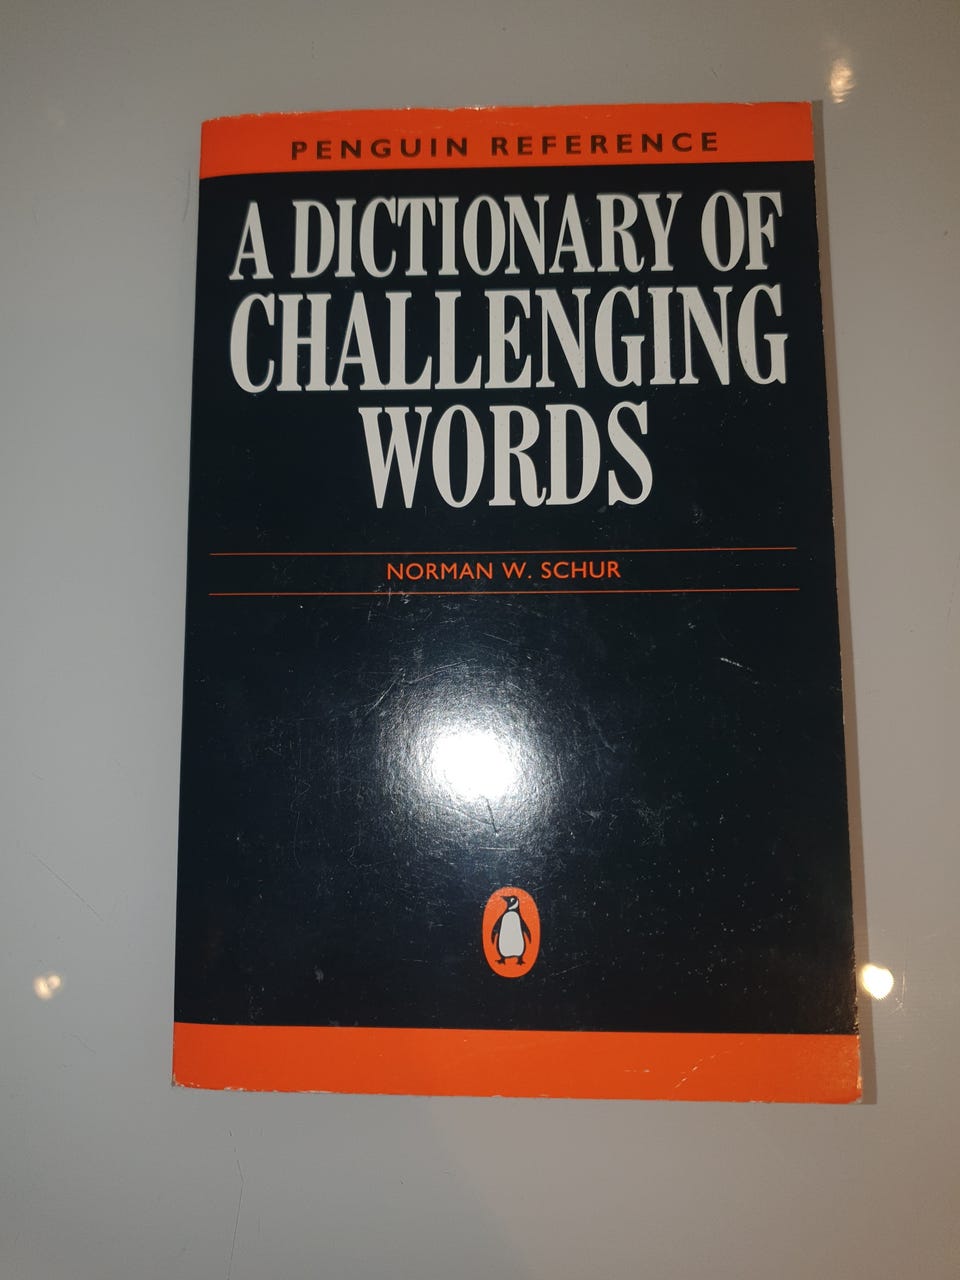 PENGUIN REFERENCE
A DICTIONARY OF
CHALLENGING
WORDS
NORMAN W. SCHUR